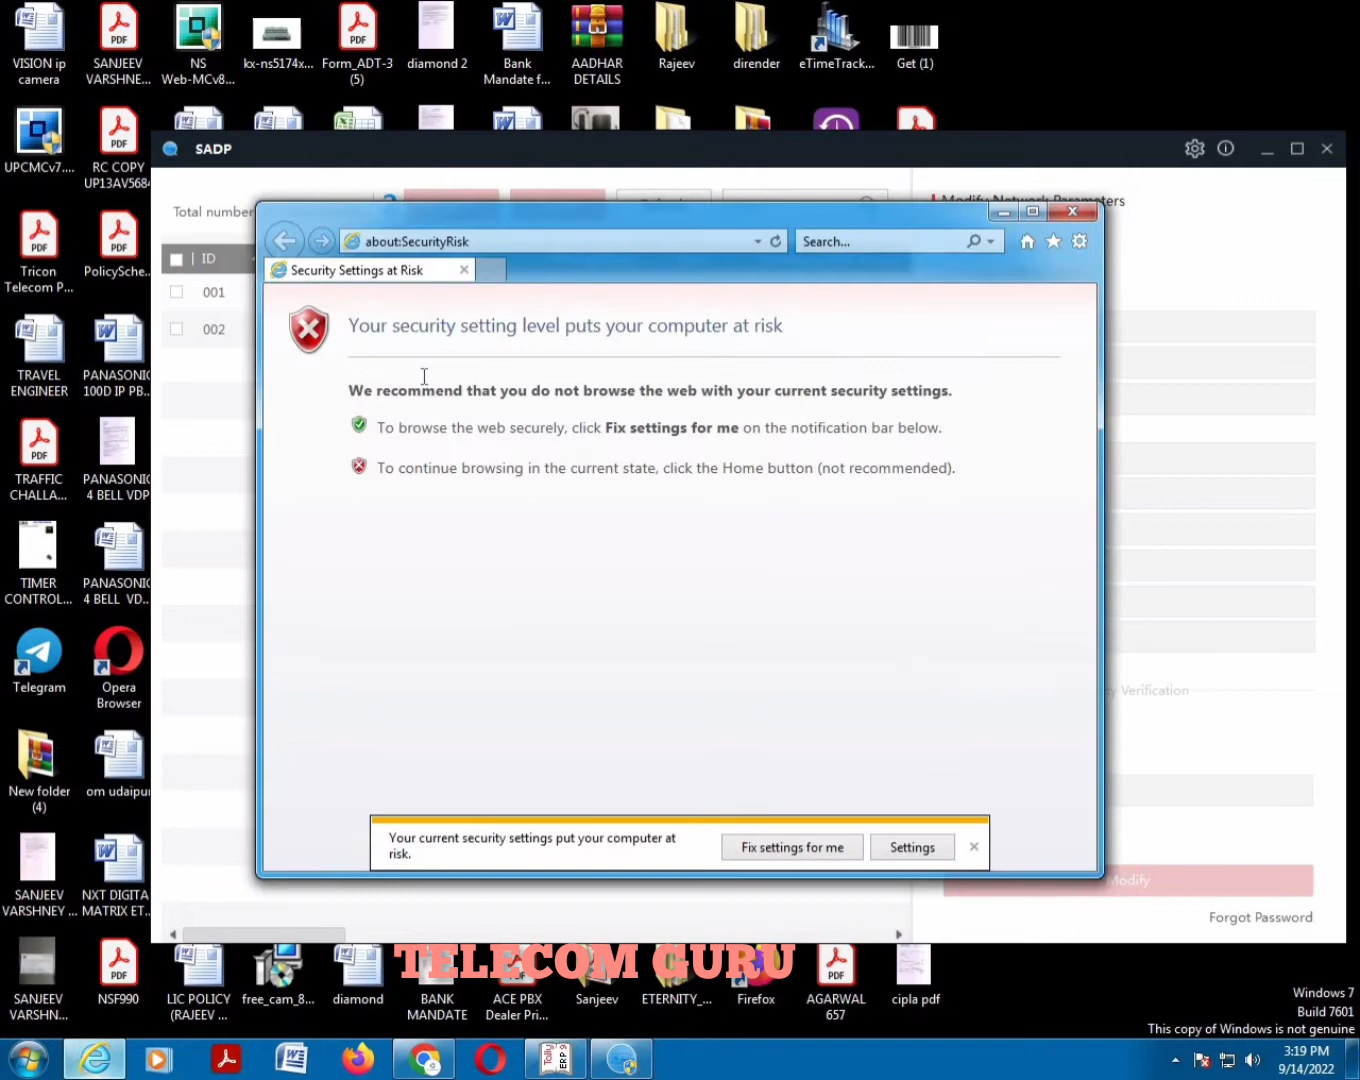 VISION ip
camera
SANJEEV
VARSHNE...
NS
Web-MCv8...
kx-ns5174x...
Form_ADT-3
(5)
diamond 2
Bank
Mandate f...
AADHAR
DETAILS
Rajeev
dirender
eTimeTrack...
Get (1)
UPCMCv7....
RC COPY
UP13AV5684
SADP
Total number
Modify Network Parameters
about:SecurityRisk
Search...
Security Settings at Risk
ID
001
002
Your security setting level puts your computer at risk
We recommend that you do not browse the web with your current security settings.
To browse the web securely, click Fix settings for me on the notification bar below.
To continue browsing in the current state, click the Home button (not recommended).
Tricon
Telecom P...
PolicySche...
TRAVEL
ENGINEER
PANASONIC
100D IP PB...
TRAFFIC
CHALLA...
PANASONIC
4 BELL VDP
TIMER
CONTROL...
PANASONIC
4 BELL VD...
Telegram
Opera
Browser
y Verification
New folder
(4)
om udaipur
Your current security settings put your computer at
risk.
Fix settings for me
Settings
Modify
Forgot Password
SANJEEV
VARSHNEY ...
NXT DIGITA
MATRIX ET...
TELECOM GURU
SANJEEV
VARSHN...
NSF990
LIC POLICY
(RAJEEV ...
free_cam_8...
diamond
BANK
MANDATE
ACE PBX
Dealer Pri...
Sanjeev
ETERNITY_...
Firefox
AGARWAL
657
cipla pdf
Windows 7
Build 7601
This copy of Windows is not genuine
Tally
ERP 9
3:19 PM
9/14/2022